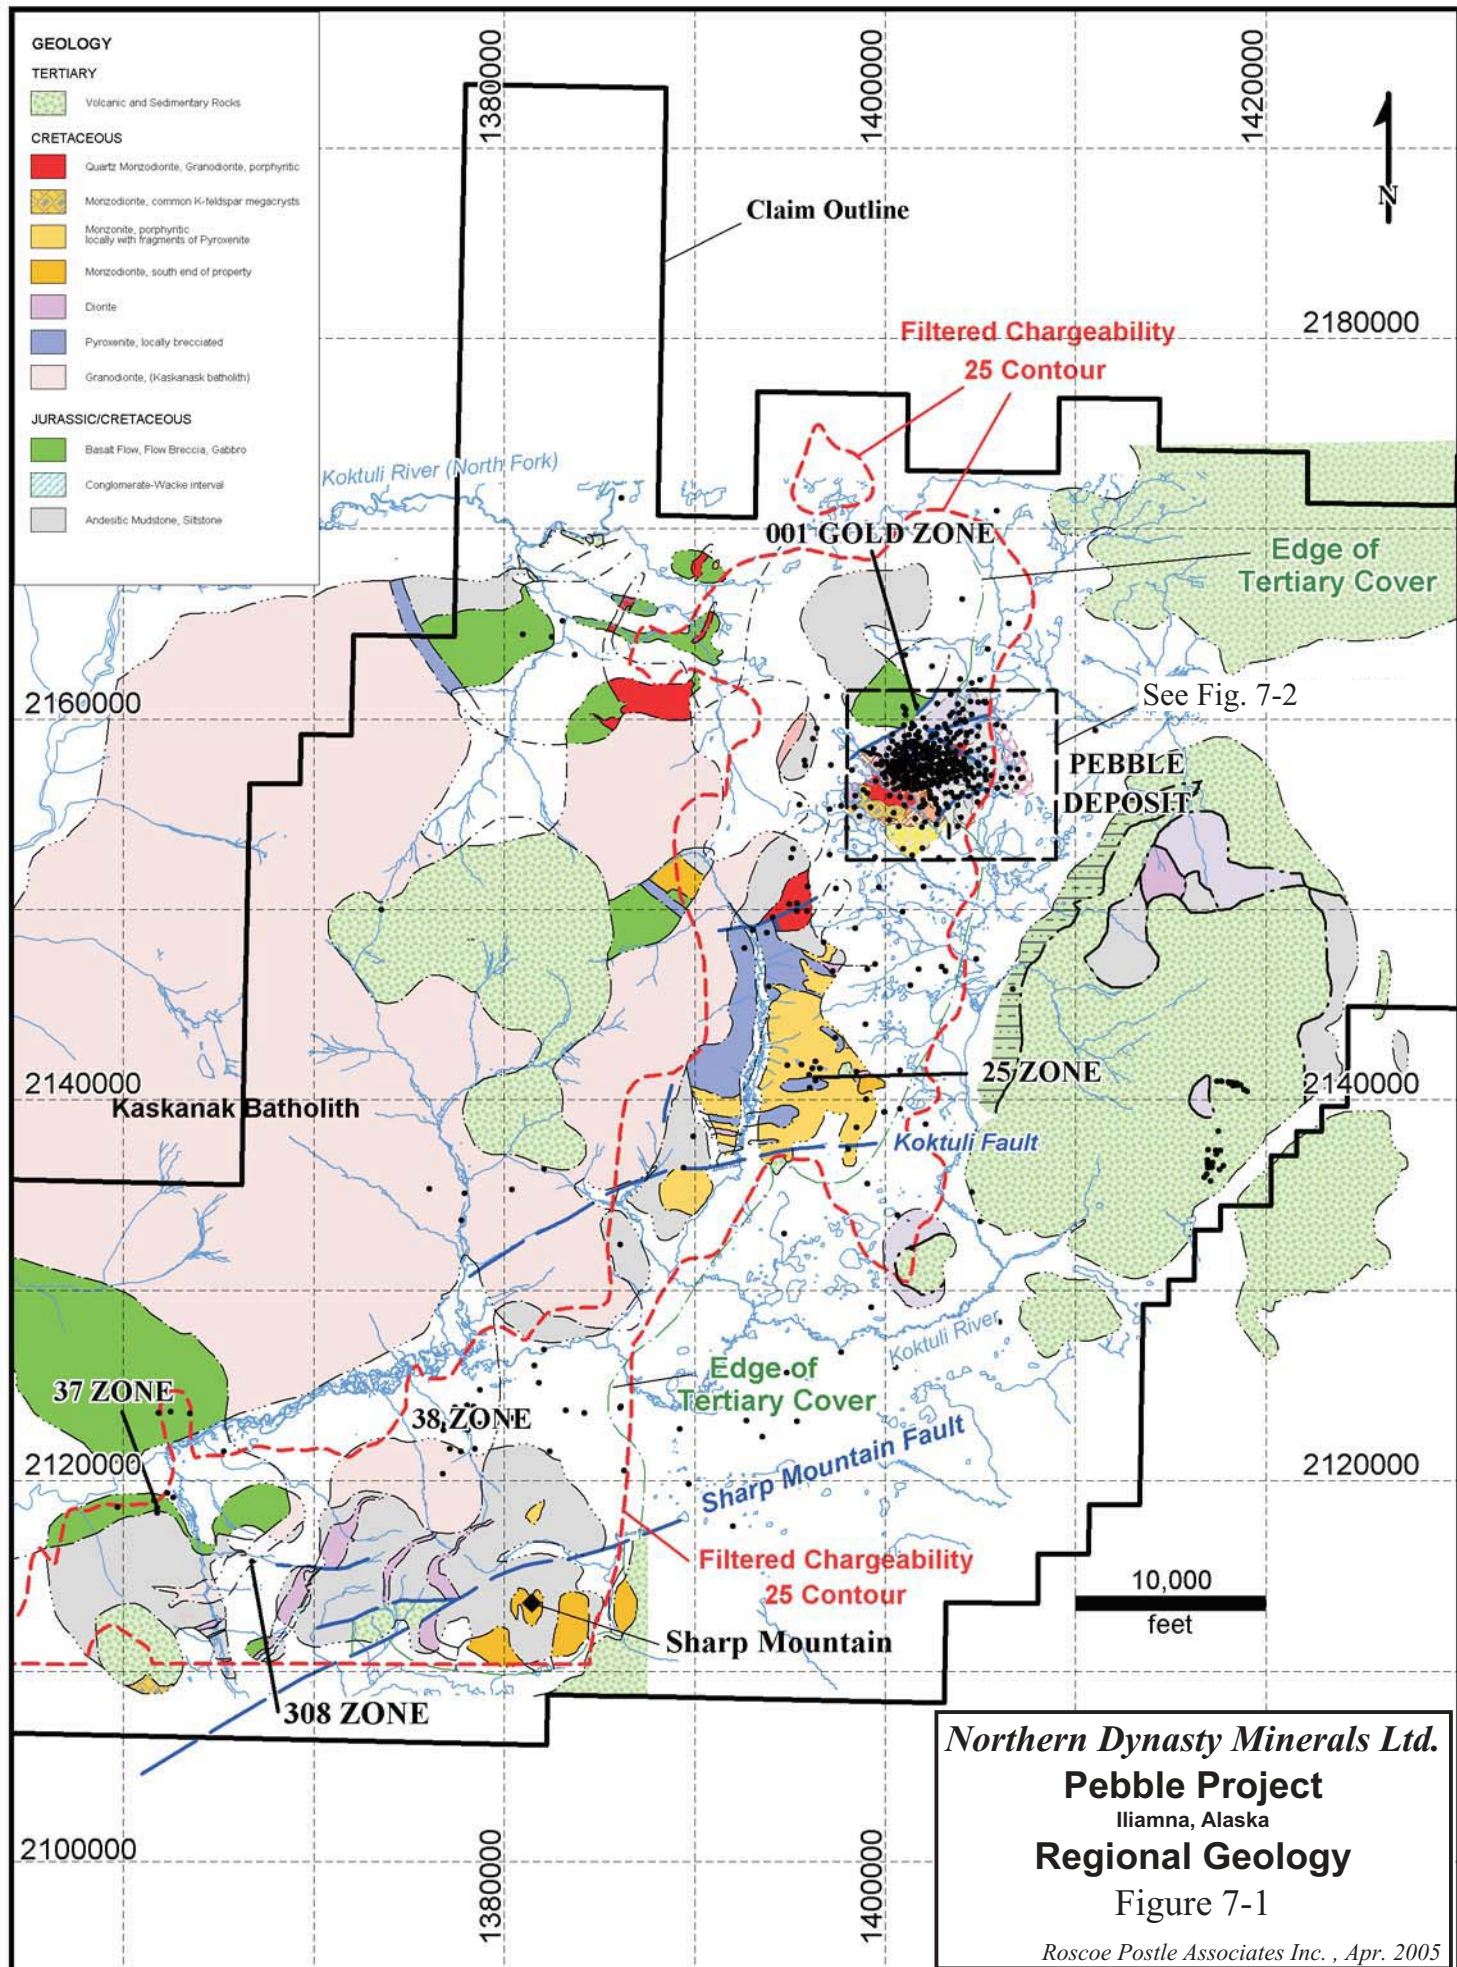 GEOLOGY
TERTIARY
Volcanic and Sedimentary Rocks
CRETACEOUS
Quartz Monzodiorite, Granodiorite, porphyritic
Monzodiorite, common K-feldspar megacrysts
Monzonite, porphyritic
locally with fragments of Pyroxenite
Monzodiorite, south end of property
Diorite
Pyroxenite, locally brecciated
Granodiorite, (Kaskanask batholith)
JURASSIC/CRETACEOUS
Basalt Flow, Flow Breccia, Gabbro
Conglomerate-Wacke interval
Andesitic Mudstone, Siltstone
1380000
1400000
1420000
N
Claim Outline
2180000
Filtered Chargeability
25 Contour
Koktuli River (North Fork)
001 GOLD ZONE
Edge of
Tertiary Cover
2160000
See Fig. 7-2
PEBBLE
DEPOSIT
?
2140000
25 ZONE
2140000
Kaskanak Batholith
Koktuli Fault
Koktuli River
Edge of
Tertiary Cover
37 ZONE
38 ZONE
2120000
2120000
Sharp Mountain Fault
Filtered Chargeability
25 Contour
10,000
feet
Sharp Mountain
308 ZONE
2100000
1380000
1400000
Northern Dynasty Minerals Ltd.
Pebble Project
Iliamna, Alaska
Regional Geology
Figure 7-1
Roscoe Postle Associates Inc. , Apr. 2005